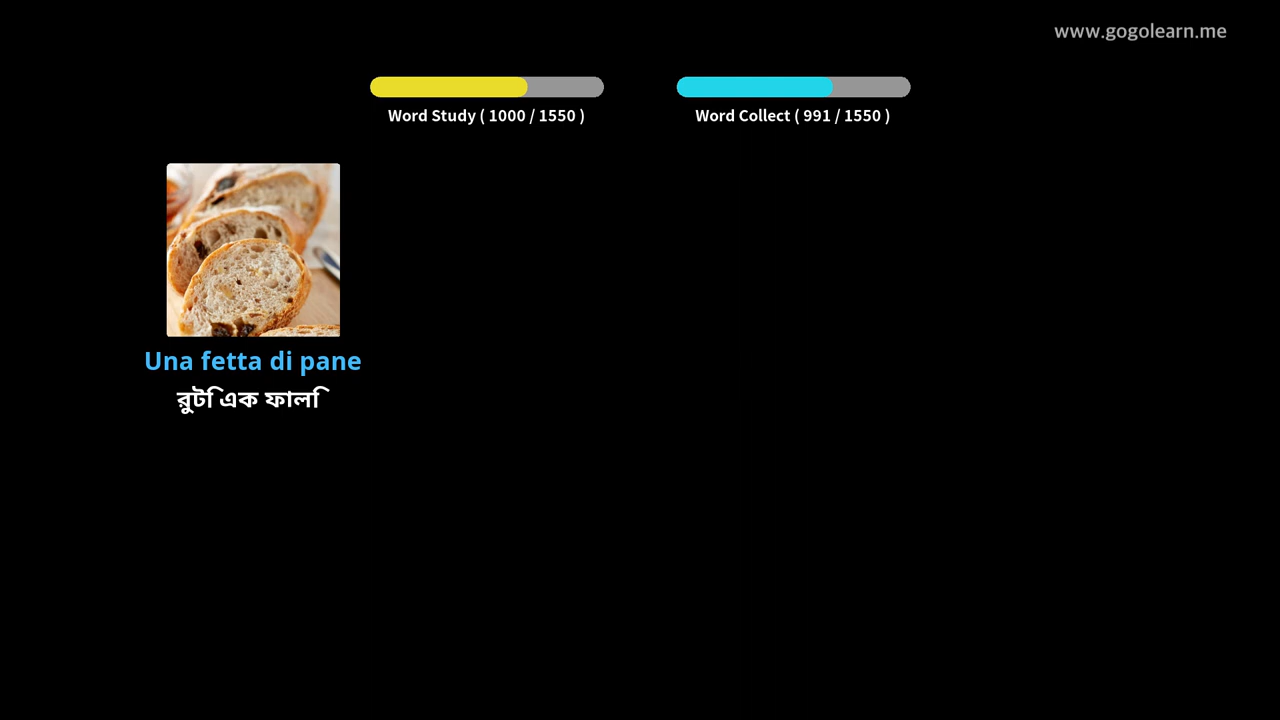 www.gogolearn.me
Word Study ( 1000 / 1550 )
Word Collect ( 991 / 1550 )
Una fetta di pane
রুটি এক ফালি